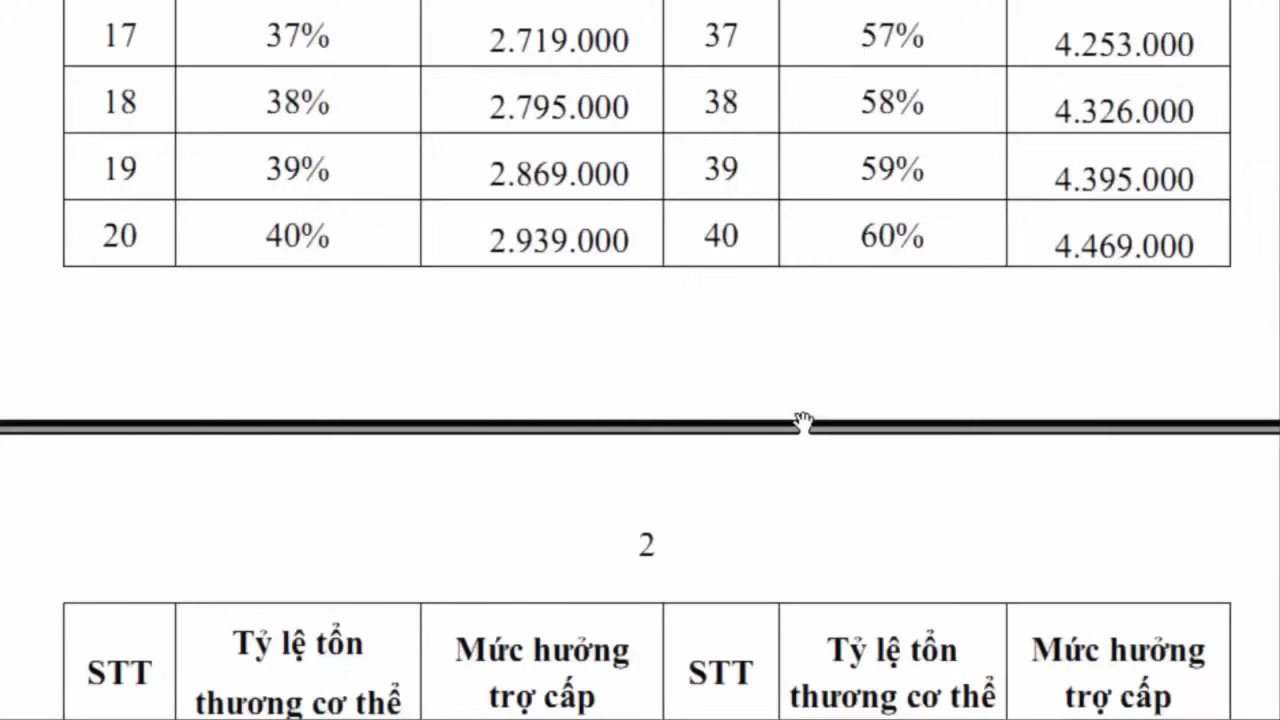 17 37% 2.719.000 37 57% 4.253.000
18 38% 2.795.000 38 58% 4.326.000
19 39% 2.869.000 39 59% 4.395.000
20 40% 2.939.000 40 60% 4.469.000
2
STT Tỷ lệ tổn thương cơ thể Mức hưởng trợ cấp STT Tỷ lệ tổn thương cơ thể Mức hưởng trợ cấp